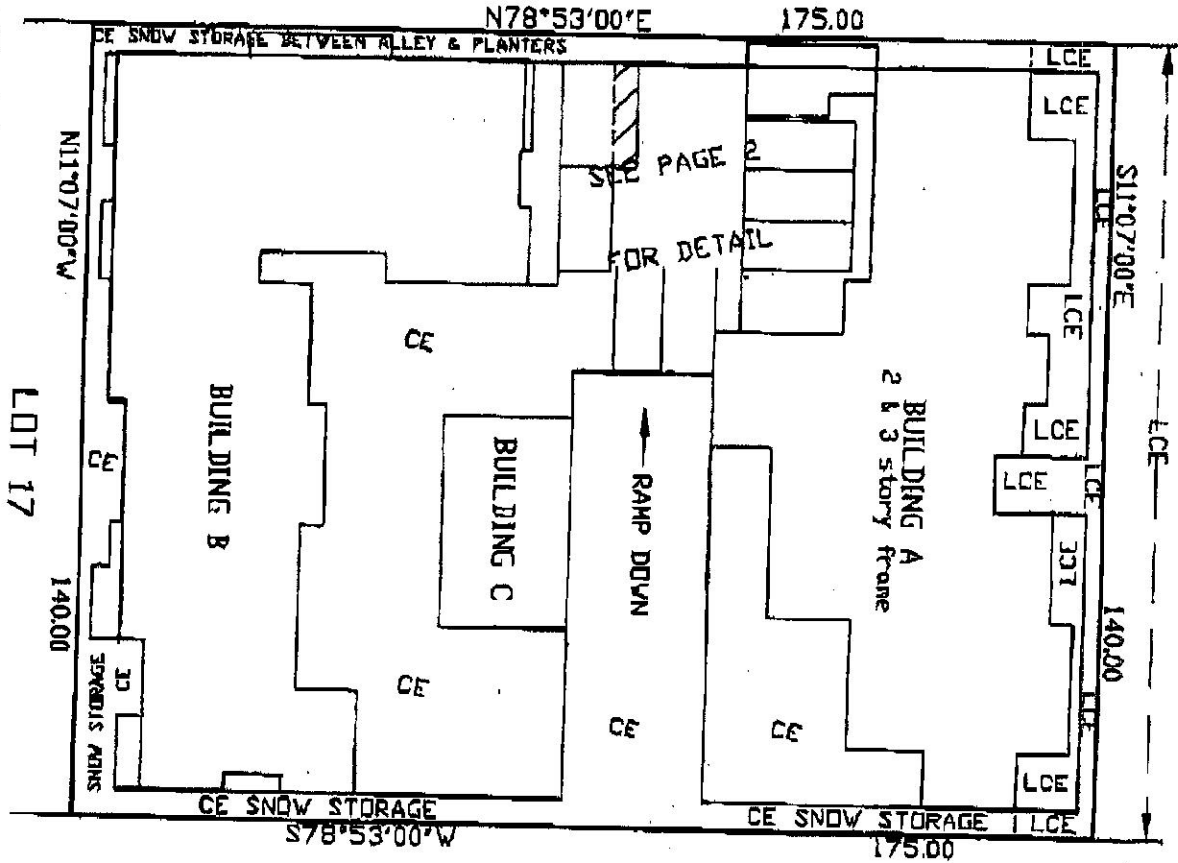 N78°53'00"E 175.00
CE SNOW STORAGE BETWEEN ALLEY & PLANTERS
LCE
LCE
N11°07'00"W
S11°07'00"E
LCE
LCE
SEE PAGE 2
FOR DETAIL
LCE
CE
BUILDING A
2 & 3 story frame
LCE
LCE
LCE
CE
BUILDING B
BUILDING C
RAMP DOWN
LCE
LOT 17
140.00
140.00
SNOW STORAGE
CE
CE
CE
CE
LCE
LCE
CE SNOW STORAGE
CE SNOW STORAGE
LCE
S78°53'00"W
175.00